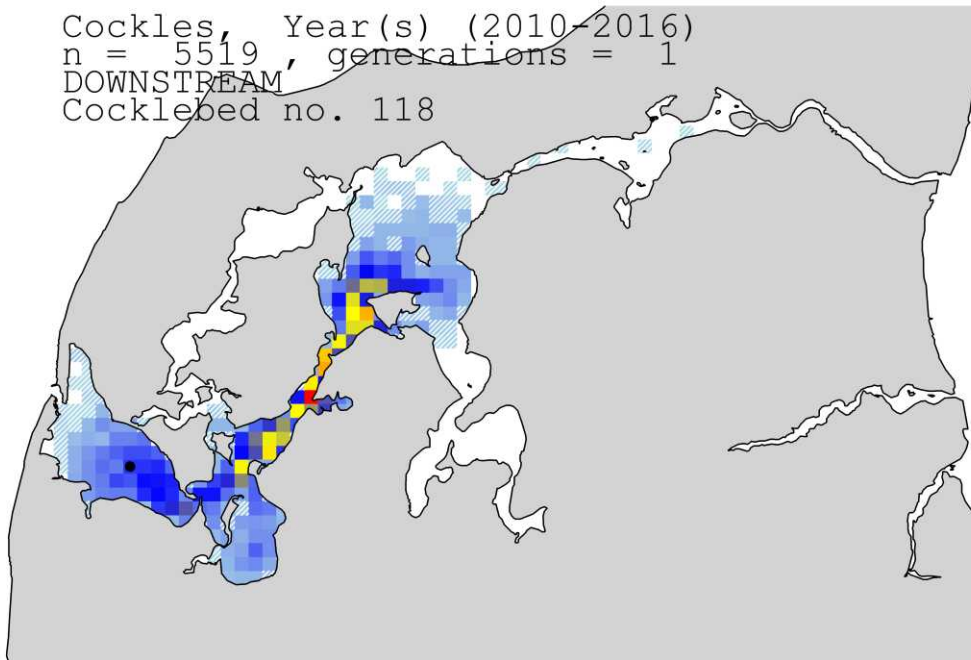 Cockles, Year(s) (2010-2016)
n = 5519 , generations = 1
DOWNSTREAM
Cocklebed no. 118